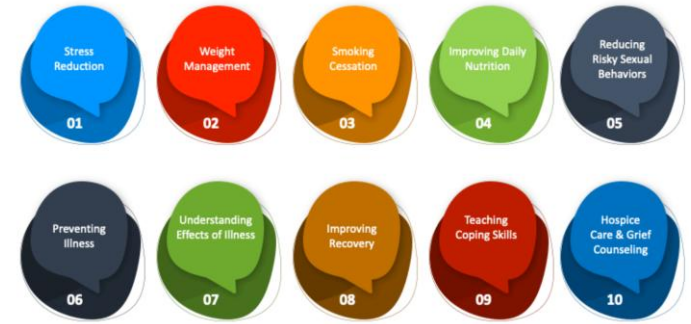 Stress
Reduction
01
Weight
Management
02
Smoking
Cessation
03
Improving Daily
Nutrition
04
Reducing
Risky Sexual
Behaviors
05
Preventing
Illness
06
Understanding
Effects of Illness
07
Improving
Recovery
08
Teaching
Coping Skills
09
Hospice
Care & Grief
Counseling
10